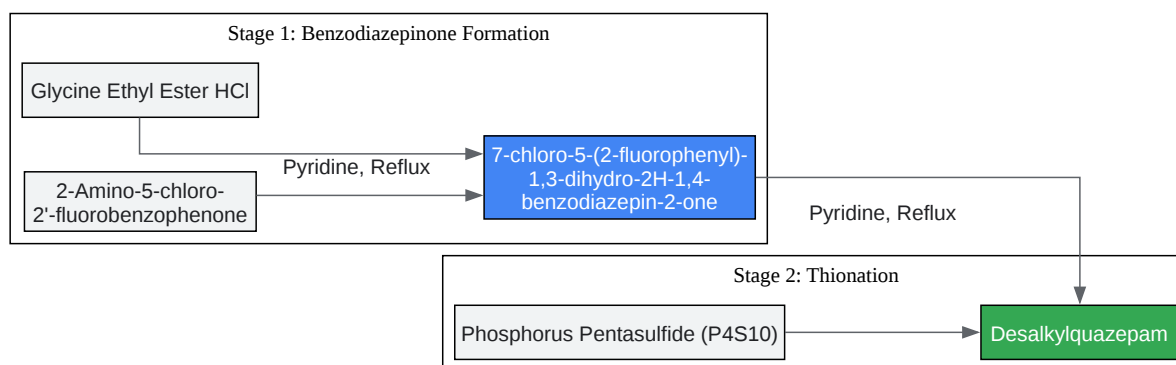 Stage 1: Benzodiazepinone Formation
Glycine Ethyl Ester HCl
Pyridine, Reflux
2-Amino-5-chloro-
2'-fluorobenzophenone
7-chloro-5-(2-fluorophenyl)-
1,3-dihydro-2H-1,4-
benzodiazepin-2-one
Pyridine, Reflux
Stage 2: Thionation
Phosphorus Pentasulfide (P4S10)
Desalkylquazepam